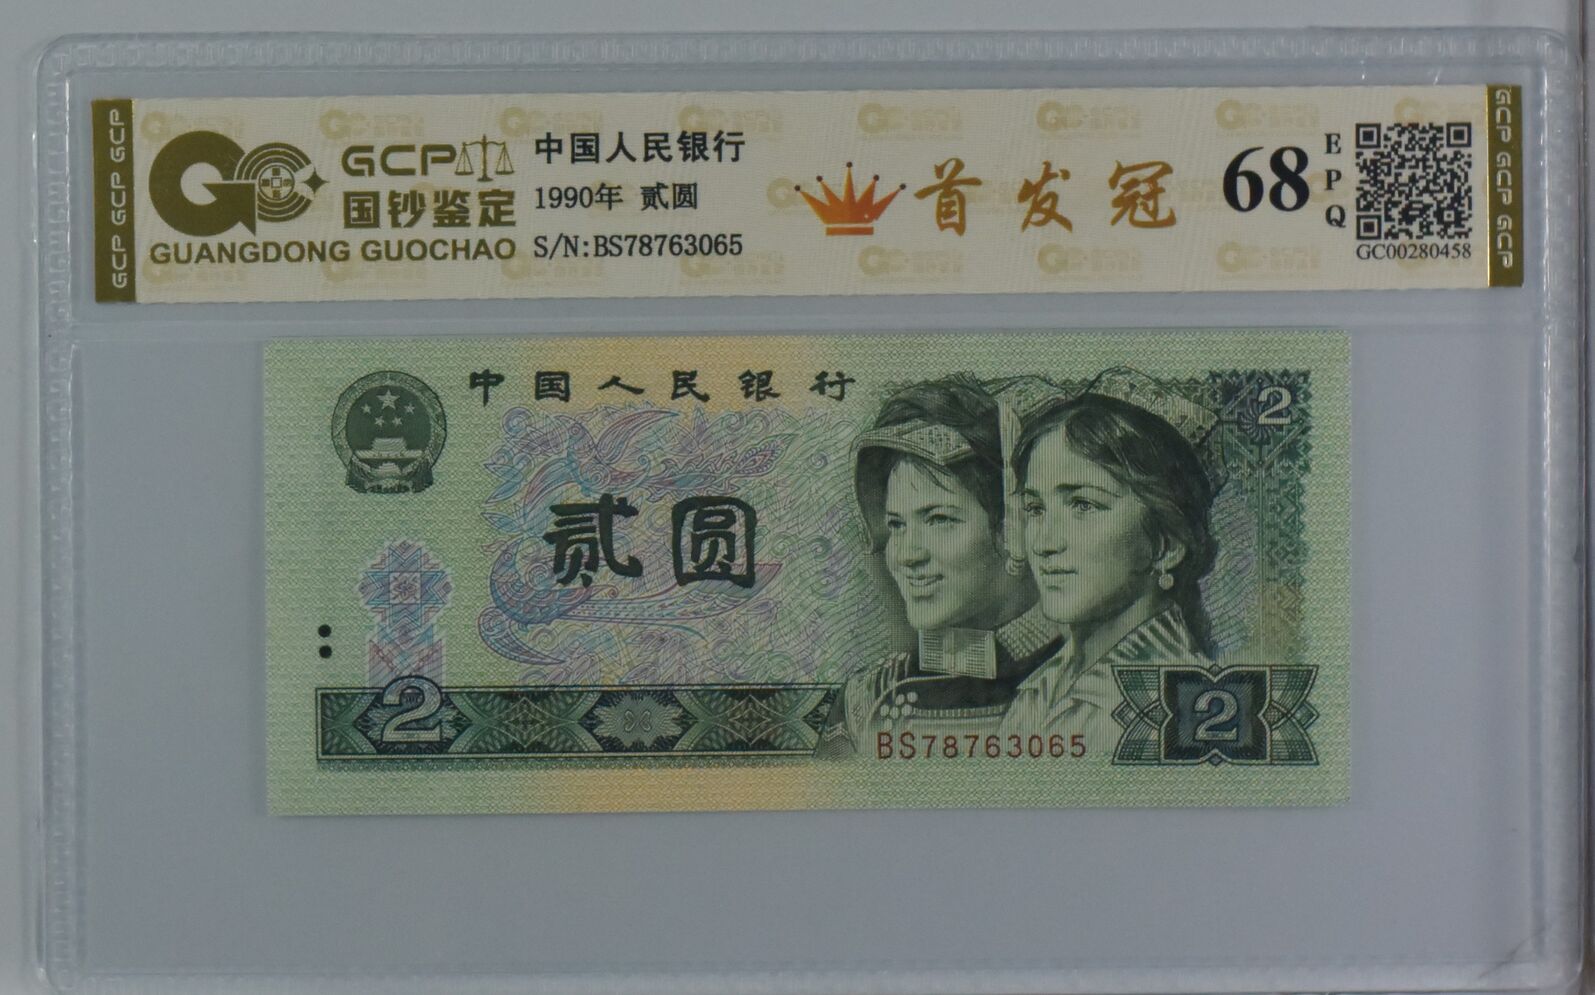 GCP GCP GCP
GCP
国钞鉴定
GUANGDONG GUOCHAO
中国人民银行
1990年 贰圆
S/N:BS78763065
首发冠
68
EPQ
GC00280458
GCP GCP GCP
中国人民银行
2
贰圆
2
BS78763065
2